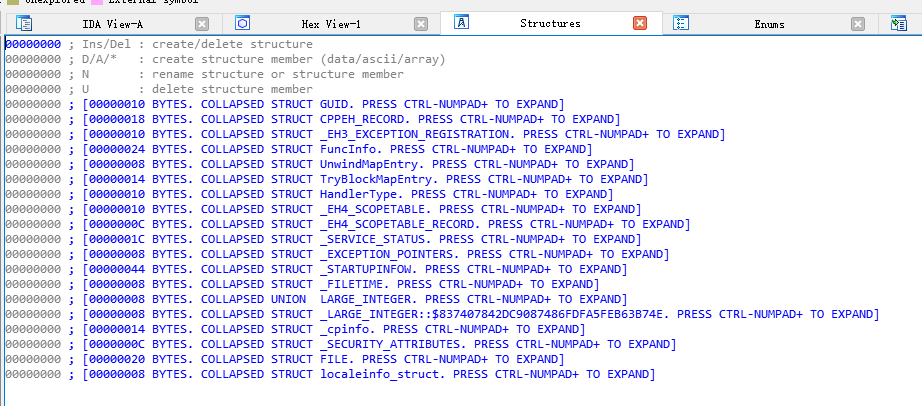 Unexplored External symbol
IDA View-A Hex View-1 Structures Enums
00000000 ; Ins/Del : create/delete structure
00000000 ; D/A/* : create structure member (data/ascii/array)
00000000 ; N : rename structure or structure member
00000000 ; U : delete structure member
00000000 ; [00000010 BYTES. COLLAPSED STRUCT GUID. PRESS CTRL-NUMPAD+ TO EXPAND]
00000000 ; [00000018 BYTES. COLLAPSED STRUCT CPPEH_RECORD. PRESS CTRL-NUMPAD+ TO EXPAND]
00000000 ; [00000010 BYTES. COLLAPSED STRUCT _EH3_EXCEPTION_REGISTRATION. PRESS CTRL-NUMPAD+ TO EXPAND]
00000000 ; [00000024 BYTES. COLLAPSED STRUCT FuncInfo. PRESS CTRL-NUMPAD+ TO EXPAND]
00000000 ; [00000008 BYTES. COLLAPSED STRUCT UnwindMapEntry. PRESS CTRL-NUMPAD+ TO EXPAND]
00000000 ; [00000014 BYTES. COLLAPSED STRUCT TryBlockMapEntry. PRESS CTRL-NUMPAD+ TO EXPAND]
00000000 ; [00000010 BYTES. COLLAPSED STRUCT HandlerType. PRESS CTRL-NUMPAD+ TO EXPAND]
00000000 ; [00000010 BYTES. COLLAPSED STRUCT _EH4_SCOPETABLE. PRESS CTRL-NUMPAD+ TO EXPAND]
00000000 ; [0000000C BYTES. COLLAPSED STRUCT _EH4_SCOPETABLE_RECORD. PRESS CTRL-NUMPAD+ TO EXPAND]
00000000 ; [0000001C BYTES. COLLAPSED STRUCT _SERVICE_STATUS. PRESS CTRL-NUMPAD+ TO EXPAND]
00000000 ; [00000008 BYTES. COLLAPSED STRUCT _EXCEPTION_POINTERS. PRESS CTRL-NUMPAD+ TO EXPAND]
00000000 ; [00000044 BYTES. COLLAPSED STRUCT _STARTUPINFOW. PRESS CTRL-NUMPAD+ TO EXPAND]
00000000 ; [00000008 BYTES. COLLAPSED STRUCT _FILETIME. PRESS CTRL-NUMPAD+ TO EXPAND]
00000000 ; [00000008 BYTES. COLLAPSED UNION LARGE_INTEGER. PRESS CTRL-NUMPAD+ TO EXPAND]
00000000 ; [00000008 BYTES. COLLAPSED STRUCT _LARGE_INTEGER::$837407842DC9087486FDFA5FEB63B74E. PRESS CTRL-NUMPAD+ TO EXPAND]
00000000 ; [00000014 BYTES. COLLAPSED STRUCT _cpinfo. PRESS CTRL-NUMPAD+ TO EXPAND]
00000000 ; [0000000C BYTES. COLLAPSED STRUCT _SECURITY_ATTRIBUTES. PRESS CTRL-NUMPAD+ TO EXPAND]
00000000 ; [00000020 BYTES. COLLAPSED STRUCT FILE. PRESS CTRL-NUMPAD+ TO EXPAND]
00000000 ; [00000008 BYTES. COLLAPSED STRUCT localeinfo_struct. PRESS CTRL-NUMPAD+ TO EXPAND]